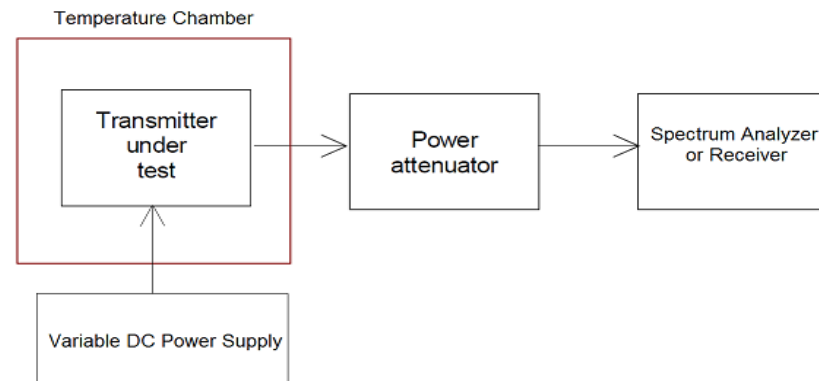 Temperature Chamber
Transmitter
under
test
Power
attenuator
Spectrum Analyzer
or Receiver
Variable DC Power Supply